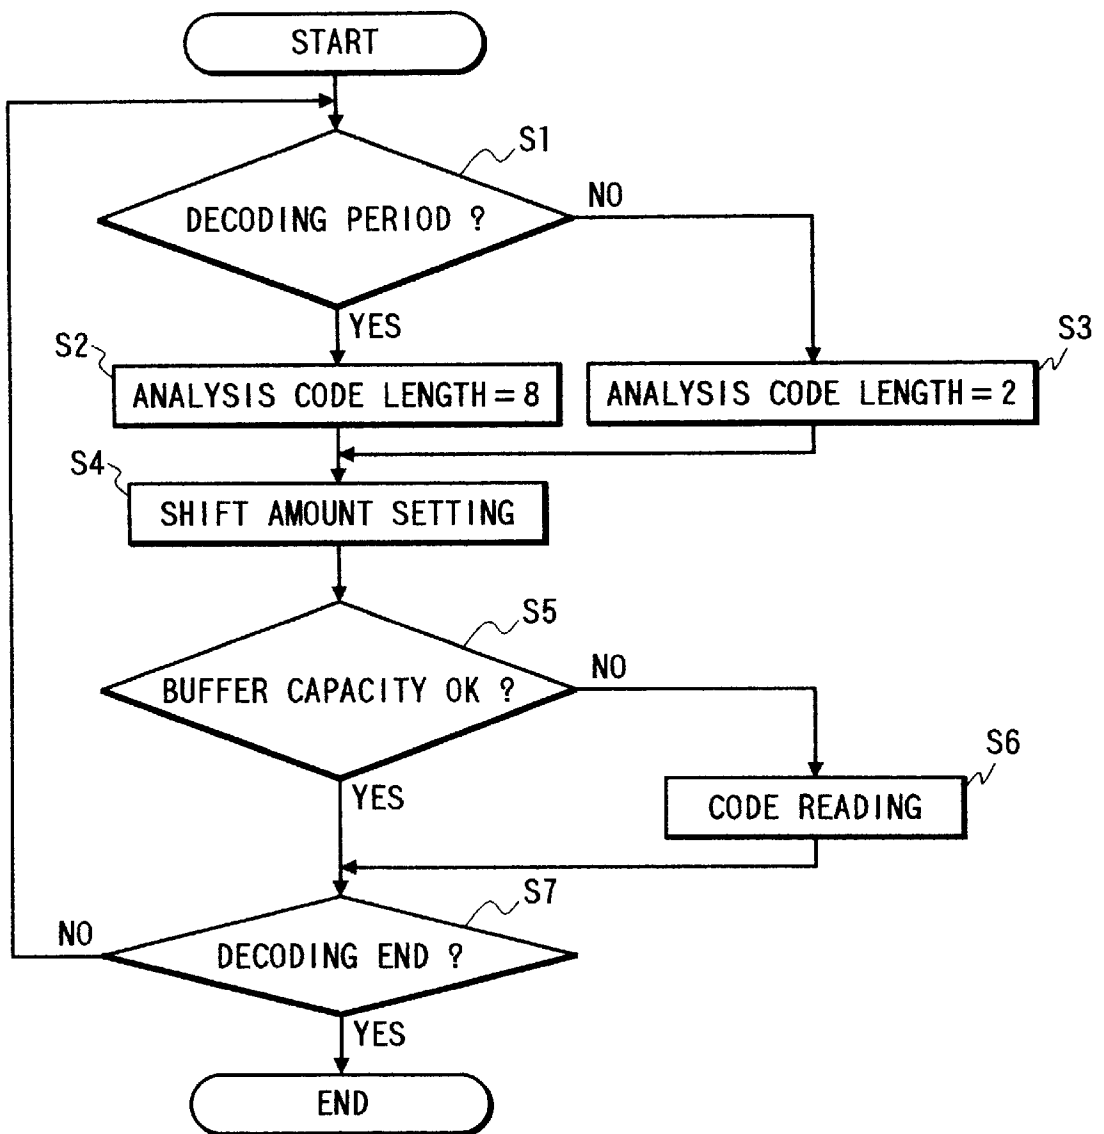 START
S1
DECODING PERIOD ?
NO
YES
S2
S3
ANALYSIS CODE LENGTH = 8
ANALYSIS CODE LENGTH = 2
S4
SHIFT AMOUNT SETTING
S5
BUFFER CAPACITY OK ?
NO
S6
YES
CODE READING
S7
NO
DECODING END ?
YES
END